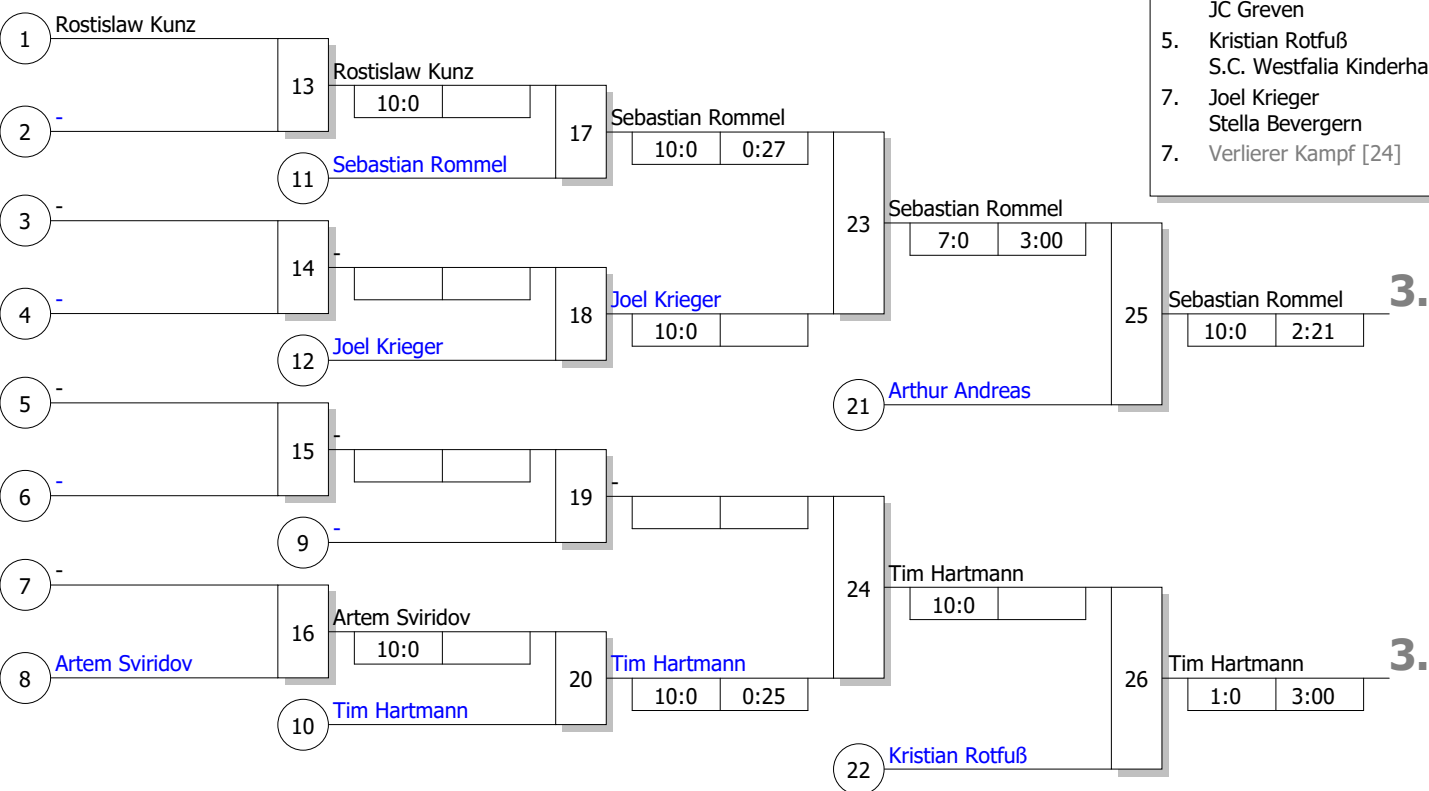 JC Greven
5. Kristian Rotfuß
S.C. Westfalia Kinderha
7. Joel Krieger
Stella Bevergern
7. Verlierer Kampf [24]
1 Rostislaw Kunz
2 -
13 Rostislaw Kunz
10:0
11 Sebastian Rommel
17 Sebastian Rommel
10:0 0:27
3 -
4 -
14 -
12 Joel Krieger
18 Joel Krieger
10:0
23 Sebastian Rommel
7:0 3:00
21 Arthur Andreas
25 Sebastian Rommel 3.
10:0 2:21
5 -
6 -
15 -
9 -
19 -
7 -
8 Artem Sviridov
16 Artem Sviridov
10:0
10 Tim Hartmann
20 Tim Hartmann
10:0 0:25
24 Tim Hartmann
10:0
22 Kristian Rotfuß
26 Tim Hartmann 3.
1:0 3:00